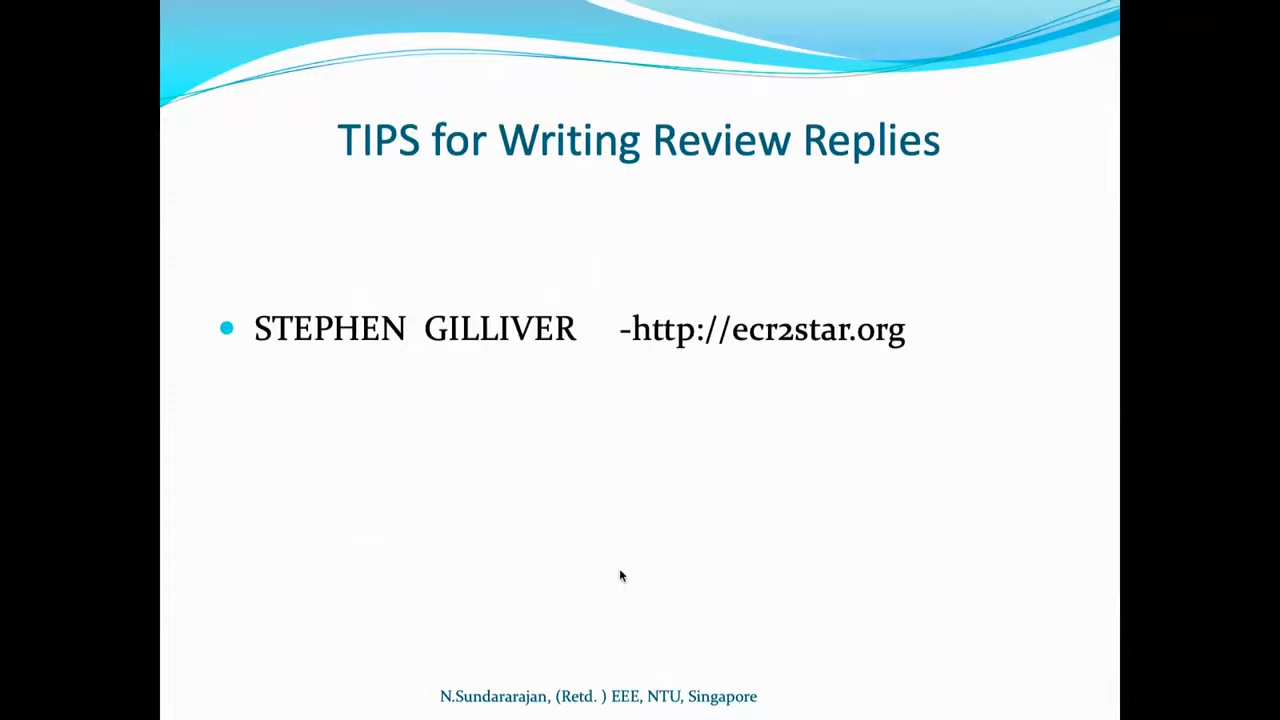 TIPS for Writing Review Replies
• STEPHEN GILLIVER -http://ecr2star.org
N.Sundararajan, (Retd. ) EEE, NTU, Singapore